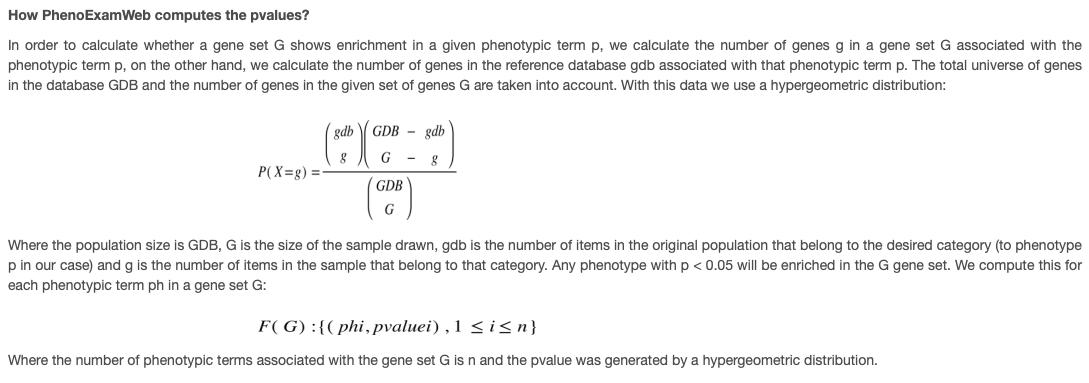 How PhenoExamWeb computes the pvalues?
In order to calculate whether a gene set G shows enrichment in a given phenotypic term p, we calculate the number of genes g in a gene set G associated with the
phenotypic term p, on the other hand, we calculate the number of genes in the reference database gdb associated with that phenotypic term p. The total universe of genes
in the database GDB and the number of genes in the given set of genes G are taken into account. With this data we use a hypergeometric distribution:
( gdb ) ( GDB − gdb )
( g ) ( G − g )
P( X=g) =
( GDB )
( G )
Where the population size is GDB, G is the size of the sample drawn, gdb is the number of items in the original population that belong to the desired category (to phenotype
p in our case) and g is the number of items in the sample that belong to that category. Any phenotype with p < 0.05 will be enriched in the G gene set. We compute this for
each phenotypic term ph in a gene set G:
F( G) :{( phi, pvaluei) , 1 ≤ i ≤ n}
Where the number of phenotypic terms associated with the gene set G is n and the pvalue was generated by a hypergeometric distribution.